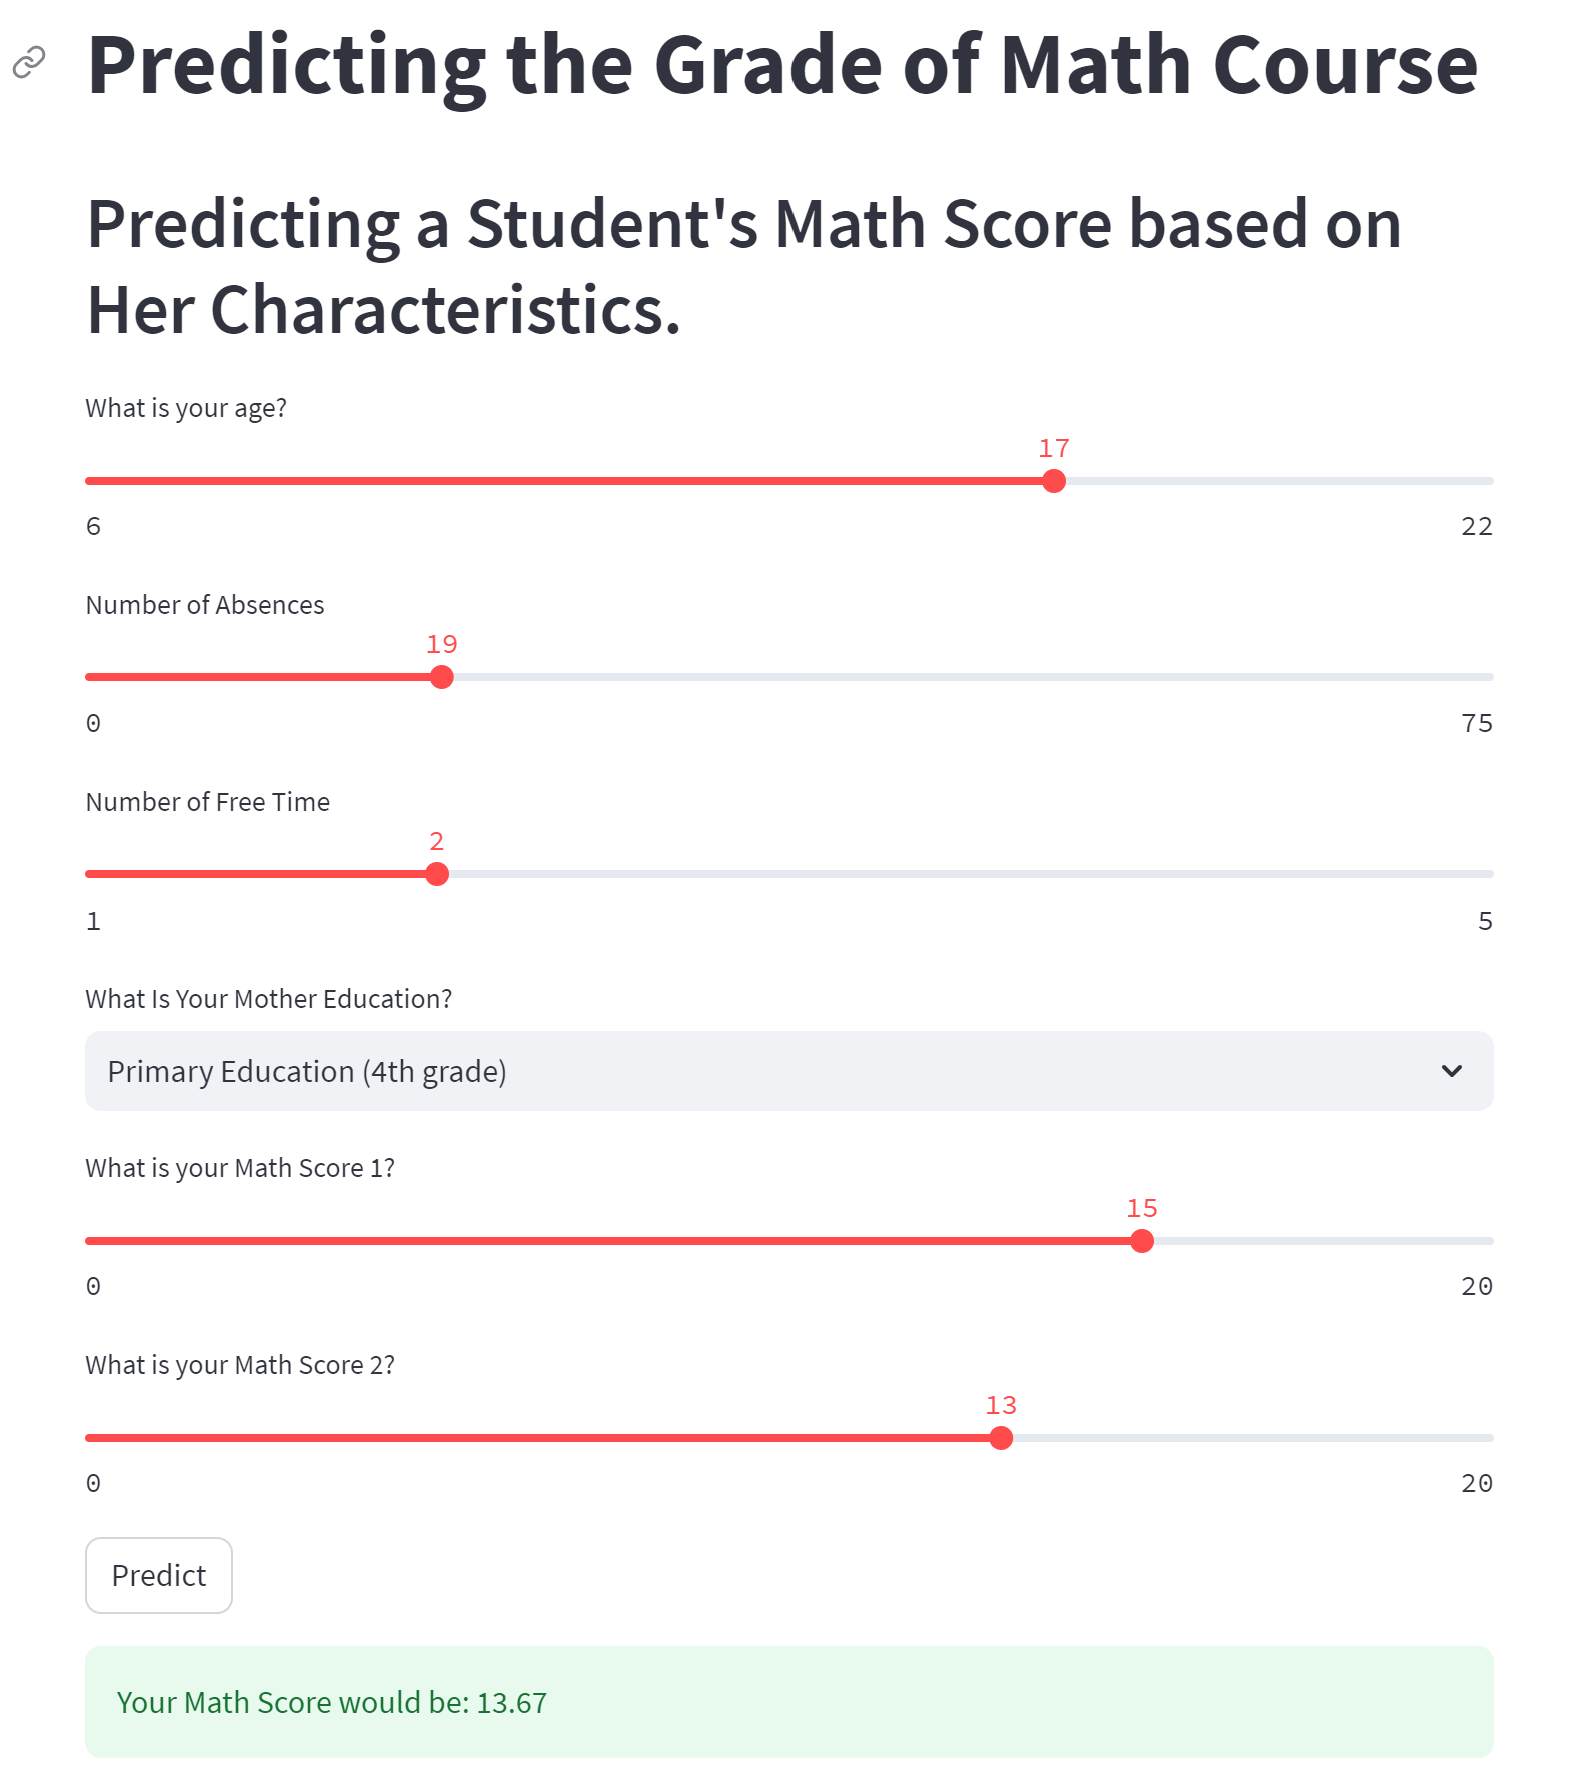 Predicting the Grade of Math Course
Predicting a Student's Math Score based on
Her Characteristics.
What is your age?
17
6
22
Number of Absences
19
0
75
Number of Free Time
2
1
5
What Is Your Mother Education?
Primary Education (4th grade)
What is your Math Score 1?
15
0
20
What is your Math Score 2?
13
0
20
Predict
Your Math Score would be: 13.67